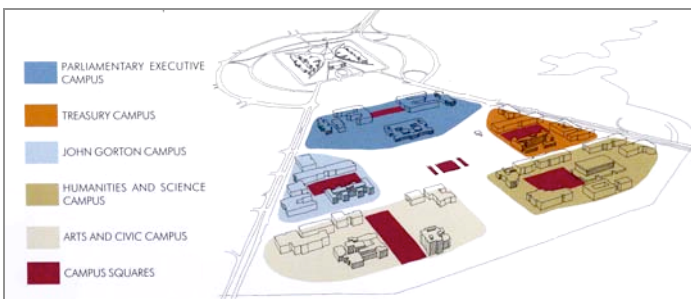 PARLIAMENTARY EXECUTIVE
CAMPUS
TREASURY CAMPUS
JOHN GORTON CAMPUS
HUMANITIES AND SCIENCE
CAMPUS
ARTS AND CIVIC CAMPUS
CAMPUS SQUARES